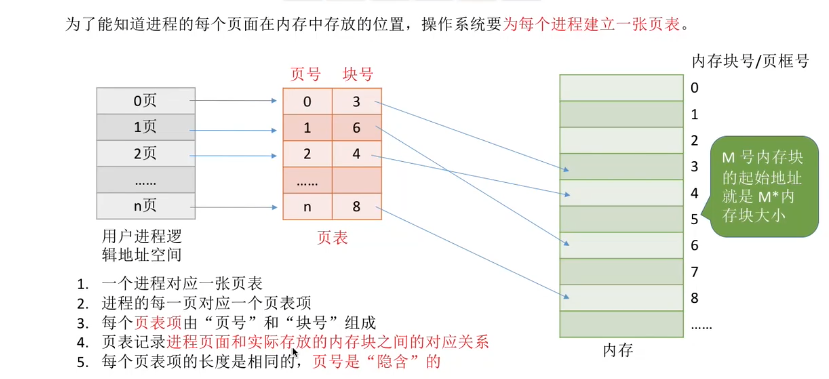 为了能知道进程的每个页面在内存中存放的位置，操作系统要为每个进程建立一张页表。
0页
1页
2页
……
n页
用户进程逻
辑地址空间
页号 块号
0 3
1 6
2 4
……
n 8
页表
内存块号/页框号
0
1
2
3
4
5
6
7
8
……
内存
M 号内存块
的起始地址
就是 M*内
存块大小
1. 一个进程对应一张页表
2. 进程的每一页对应一个页表项
3. 每个页表项由“页号”和“块号”组成
4. 页表记录进程页面和实际存放的内存块之间的对应关系
5. 每个页表项的长度是相同的，页号是“隐含”的